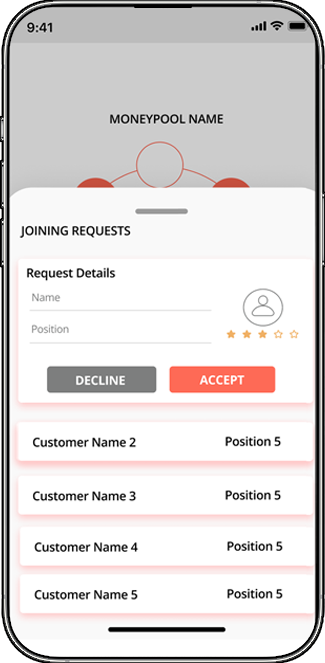 9:41
MONEYPOOL NAME
JOINING REQUESTS
Request Details
Name
Position
DECLINE ACCEPT
Customer Name 2 Position 5
Customer Name 3 Position 5
Customer Name 4 Position 5
Customer Name 5 Position 5